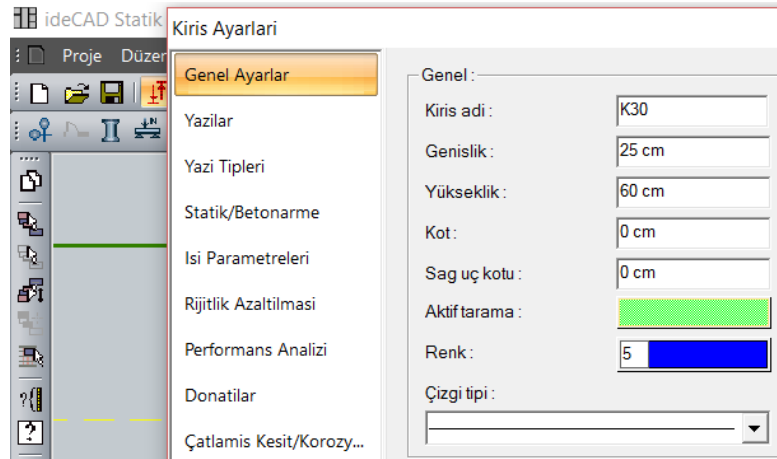 ideCAD Statik
Kiris Ayarlari
Proje Düzer
Genel Ayarlar
Yazilar
Yazi Tipleri
Statik/Betonarme
Isi Parametreleri
Rijitlik Azaltilmasi
Performans Analizi
Donatilar
Çatlamis Kesit/Korozy...
Genel :
Kiris adi : K30
Genislik : 25 cm
Yükseklik : 60 cm
Kot : 0 cm
Sag uç kotu : 0 cm
Aktif tarama :
Renk : 5
Çizgi tipi :